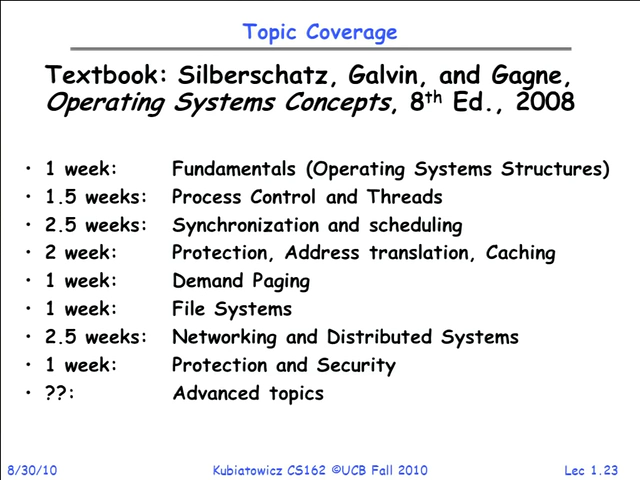 Topic Coverage
Textbook: Silberschatz, Galvin, and Gagne,
Operating Systems Concepts, 8th Ed., 2008
• 1 week: Fundamentals (Operating Systems Structures)
• 1.5 weeks: Process Control and Threads
• 2.5 weeks: Synchronization and scheduling
• 2 week: Protection, Address translation, Caching
• 1 week: Demand Paging
• 1 week: File Systems
• 2.5 weeks: Networking and Distributed Systems
• 1 week: Protection and Security
• ??: Advanced topics
8/30/10 Kubiatowicz CS162 ©UCB Fall 2010 Lec 1.23